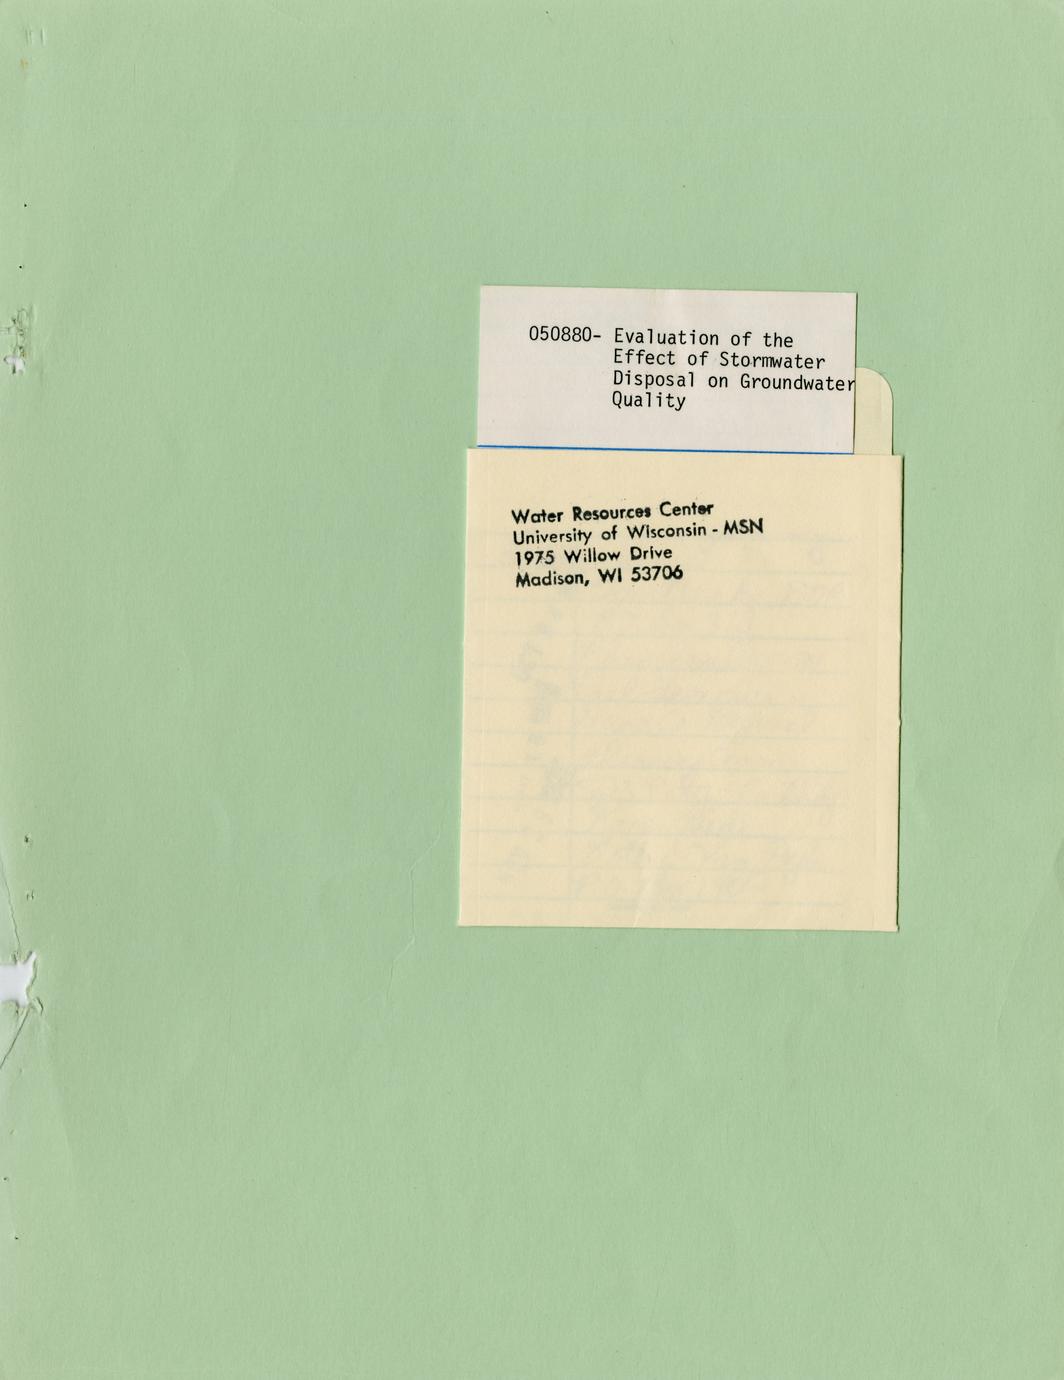 050880- Evaluation of the
Effect of Stormwater
Disposal on Groundwater
Quality
Water Resources Center
University of Wisconsin - MSN
1975 Willow Drive
Madison, WI 53706